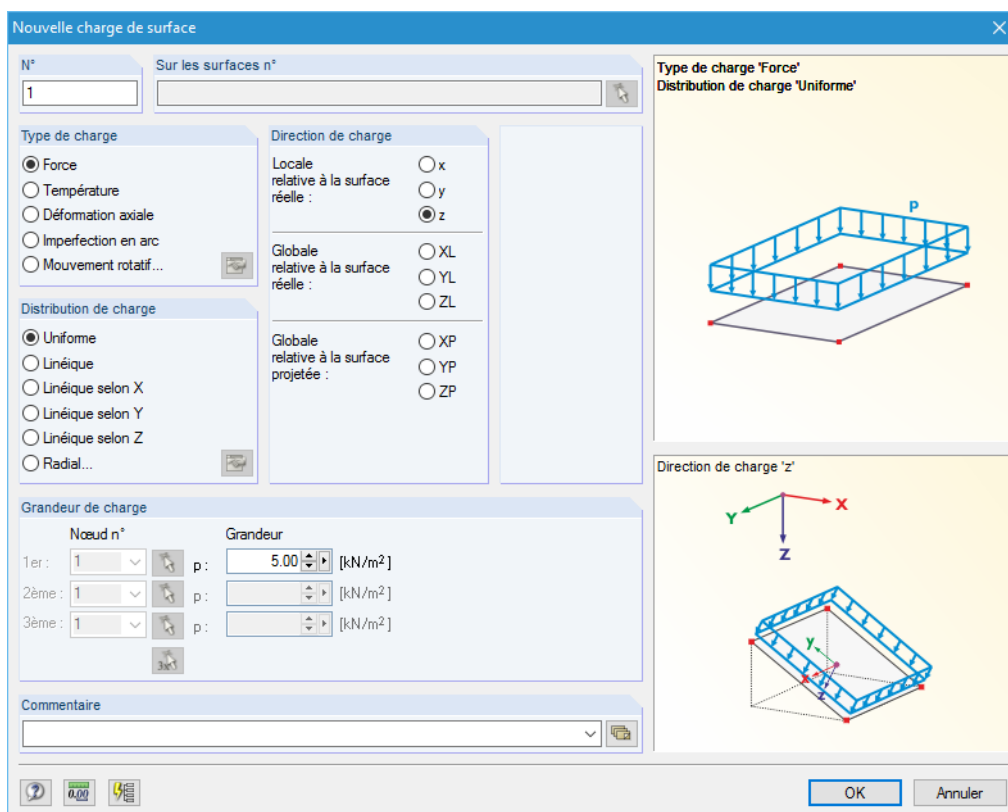 Nouvelle charge de surface
N°
Sur les surfaces n°
1
Type de charge
Force
Température
Déformation axiale
Imperfection en arc
Mouvement rotatif...
Distribution de charge
Uniforme
Linéique
Linéique selon X
Linéique selon Y
Linéique selon Z
Radial...
Direction de charge
Locale
relative à la surface
réelle :
x
y
z
Globale
relative à la surface
réelle :
XL
YL
ZL
Globale
relative à la surface
projetée :
XP
YP
ZP
Grandeur de charge
Nœud n°
Grandeur
1er : 1 p : 5.00 [kN/m²]
2ème : 1 p : [kN/m²]
3ème : 1 p : [kN/m²]
3x
Commentaire
0.00
OK
Annuler
Type de charge 'Force'
Distribution de charge 'Uniforme'
p
Direction de charge 'z'
X
Y
Z
y
x
z